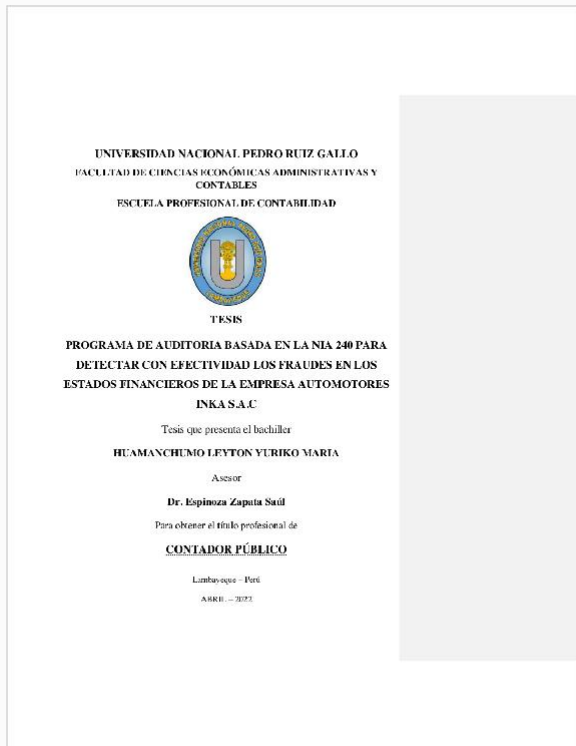 UNIVERSIDAD NACIONAL PEDRO RUIZ GALLO
FACULTAD DE CIENCIAS ECONÓMICAS ADMINISTRATIVAS Y
CONTABLES
ESCUELA PROFESIONAL DE CONTABILIDAD
TESIS
PROGRAMA DE AUDITORIA BASADA EN LA NIA 240 PARA
DETECTAR CON EFECTIVIDAD LOS FRAUDES EN LOS
ESTADOS FINANCIEROS DE LA EMPRESA AUTOMOTORES
INKA S.A.C
Tesis que presenta el bachiller
HUAMANCHUMO LEYTON YURIKO MARIA
Asesor
Dr. Espinoza Zapata Saúl
Para obtener el título profesional de
CONTADOR PÚBLICO
Lambayeque – Perú
ABRIL – 2022